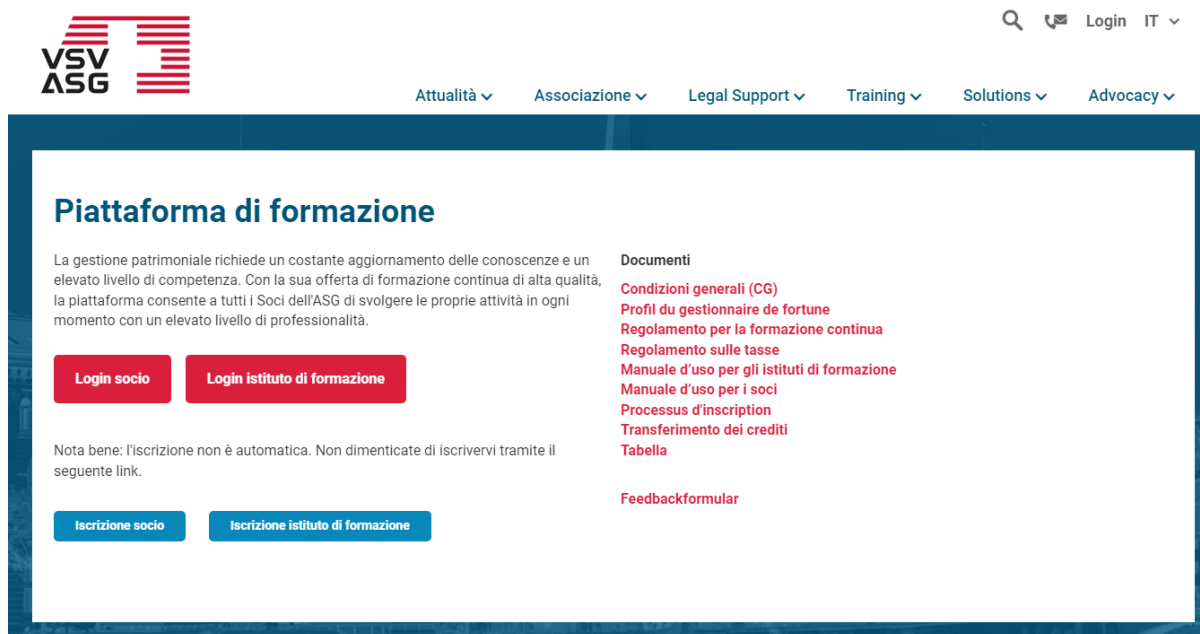 VSV
ASG
Login
IT
Attualità
Associazione
Legal Support
Training
Solutions
Advocacy
Piattaforma di formazione
La gestione patrimoniale richiede un costante aggiornamento delle conoscenze e un
elevato livello di competenza. Con la sua offerta di formazione continua di alta qualità,
la piattaforma consente a tutti i Soci dell'ASG di svolgere le proprie attività in ogni
momento con un elevato livello di professionalità.
Login socio
Login istituto di formazione
Nota bene: l'iscrizione non è automatica. Non dimenticate di iscrivervi tramite il
seguente link.
Iscrizione socio
Iscrizione istituto di formazione
Documenti
Condizioni generali (CG)
Profil du gestionnaire de fortune
Regolamento per la formazione continua
Regolamento sulle tasse
Manuale d'uso per gli istituti di formazione
Manuale d'uso per i soci
Processus d'inscription
Transferimento dei crediti
Tabella
Feedbackformular